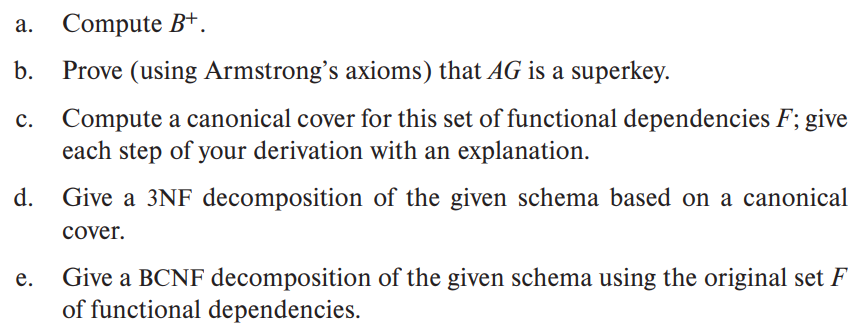 a. Compute B⁺.
b. Prove (using Armstrong’s axioms) that AG is a superkey.
c. Compute a canonical cover for this set of functional dependencies F; give
each step of your derivation with an explanation.
d. Give a 3NF decomposition of the given schema based on a canonical
cover.
e. Give a BCNF decomposition of the given schema using the original set F
of functional dependencies.